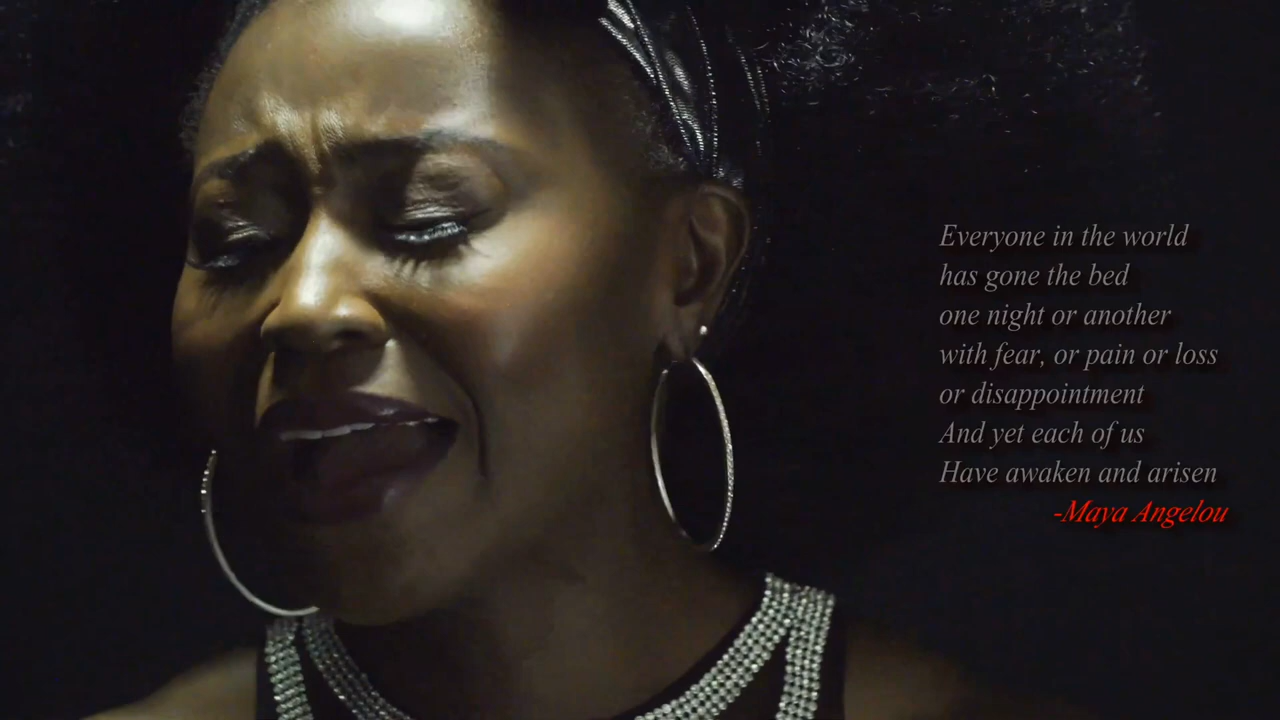 Everyone in the world
has gone the bed
one night or another
with fear, or pain or loss
or disappointment
And yet each of us
Have awaken and arisen
-Maya Angelou